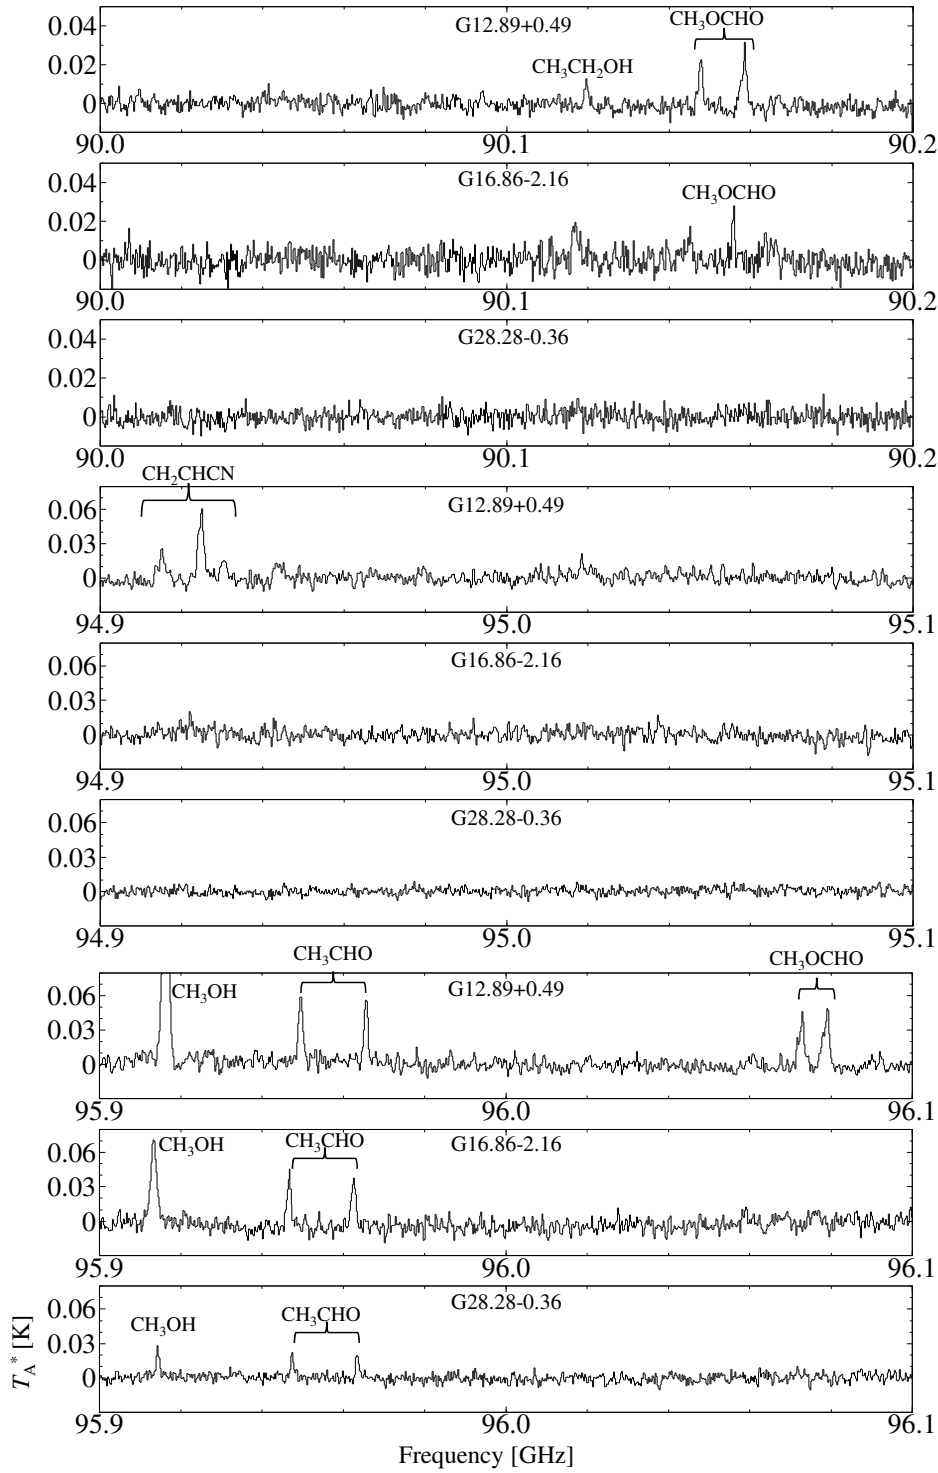 0.04
G12.89+0.49
CH₃OCHO
0.02
CH₃CH₂OH
0
90.0 90.1 90.2
0.04
G16.86-2.16
CH₃OCHO
0.02
0
90.0 90.1 90.2
0.04
G28.28-0.36
0.02
0
90.0 90.1 90.2
CH₂CHCN
0.06
G12.89+0.49
0.03
0
94.9 95.0 95.1
0.06
G16.86-2.16
0.03
0
94.9 95.0 95.1
0.06
G28.28-0.36
0.03
0
94.9 95.0 95.1
CH₃CHO CH₃OCHO
0.06
CH₃OH
G12.89+0.49
0.03
0
95.9 96.0 96.1
0.06
CH₃OH CH₃CHO G16.86-2.16
0.03
0
95.9 96.0 96.1
0.06
CH₃OH CH₃CHO G28.28-0.36
0.03
0
95.9 96.0 96.1
T_A* [K]
Frequency [GHz]